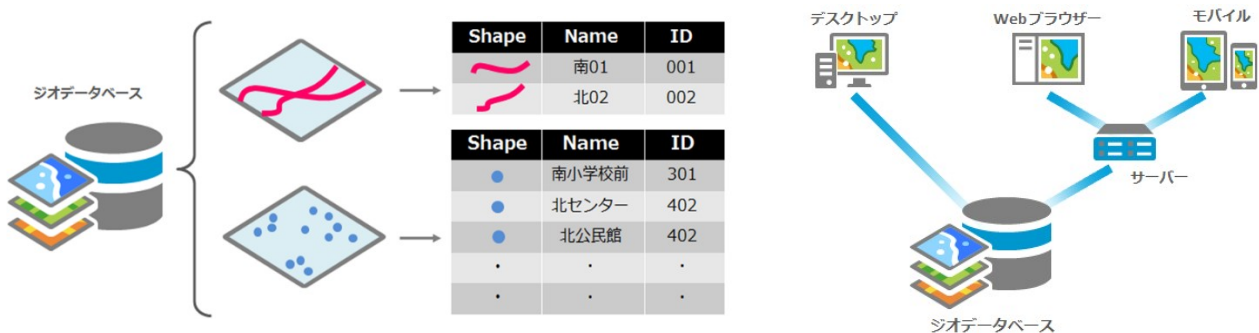 ジオデータベース
Shape Name ID
南01 001
北02 002
Shape Name ID
南小学校前 301
北センター 402
北公民館 402
・ ・ ・
・ ・ ・
デスクトップ
Webブラウザー
モバイル
サーバー
ジオデータベース